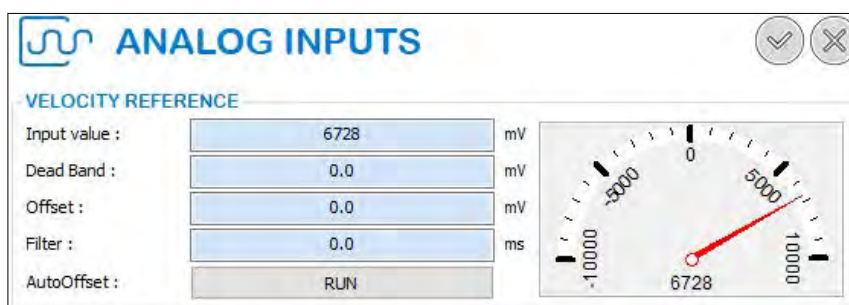 ANALOG INPUTS
VELOCITY REFERENCE
Input value : 6728 mV
Dead Band : 0.0 mV
Offset : 0.0 mV
Filter : 0.0 ms
AutoOffset : RUN
-10000 -5000 0 5000 10000
6728